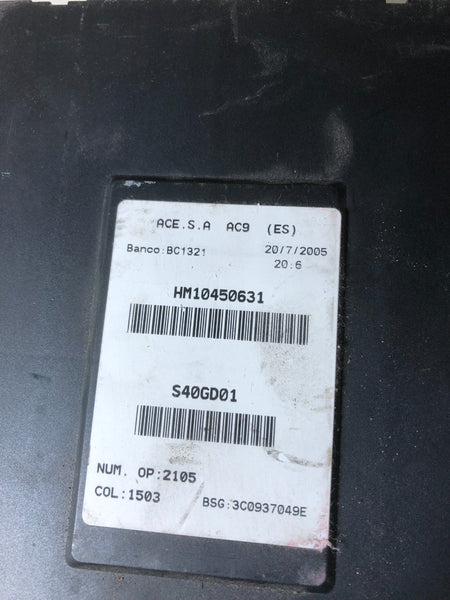 ACE.S.A AC9 (ES)
Banco:BC1321 20/7/2005
20:6
HM10450631
S40GD01
NUM. OP:2105
COL:1503 BSG:3C0937049E